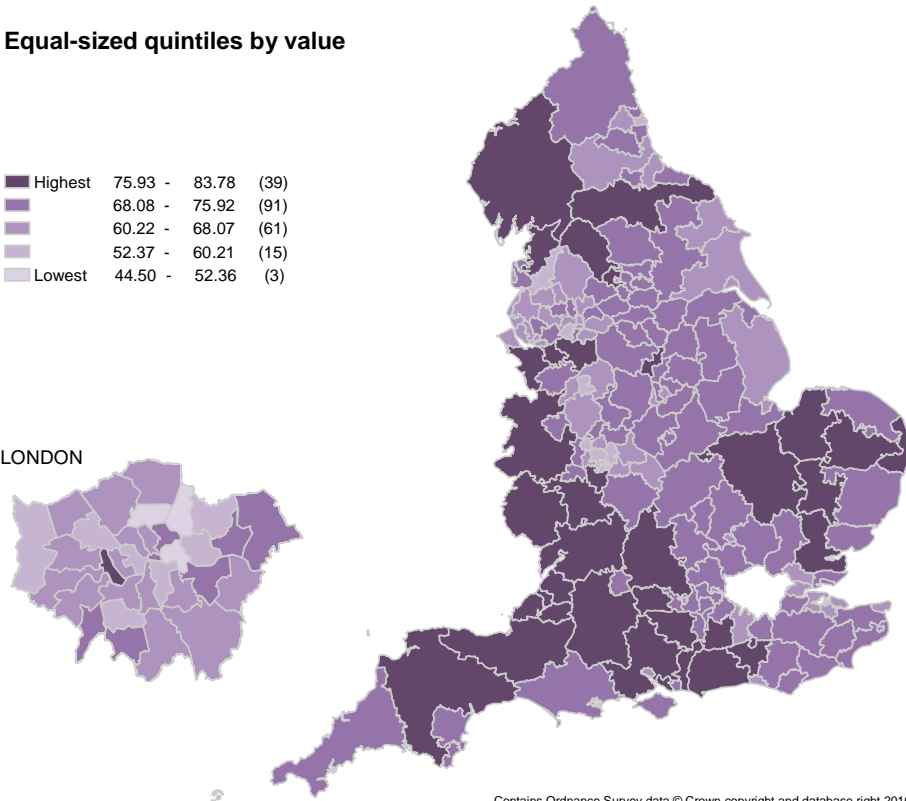 Equal-sized quintiles by value
Highest 75.93 - 83.78 (39)
68.08 - 75.92 (91)
60.22 - 68.07 (61)
52.37 - 60.21 (15)
Lowest 44.50 - 52.36 (3)
LONDON
Contains Ordnance Survey data © Crown copyright and database right